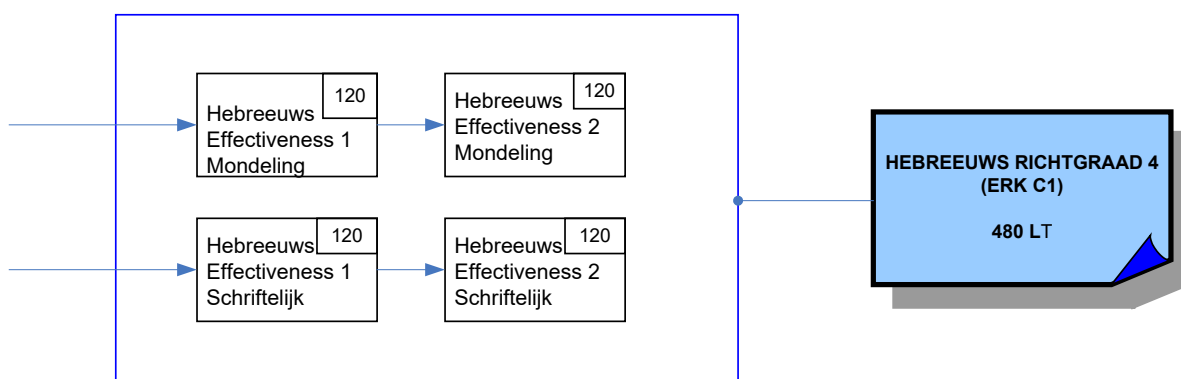 120
Hebreeuws
Effectiveness 1
Mondeling
120
Hebreeuws
Effectiveness 2
Mondeling
120
Hebreeuws
Effectiveness 1
Schriftelijk
120
Hebreeuws
Effectiveness 2
Schriftelijk
HEBREEUWS RICHTGRAAD 4
(ERK C1)
480 LT